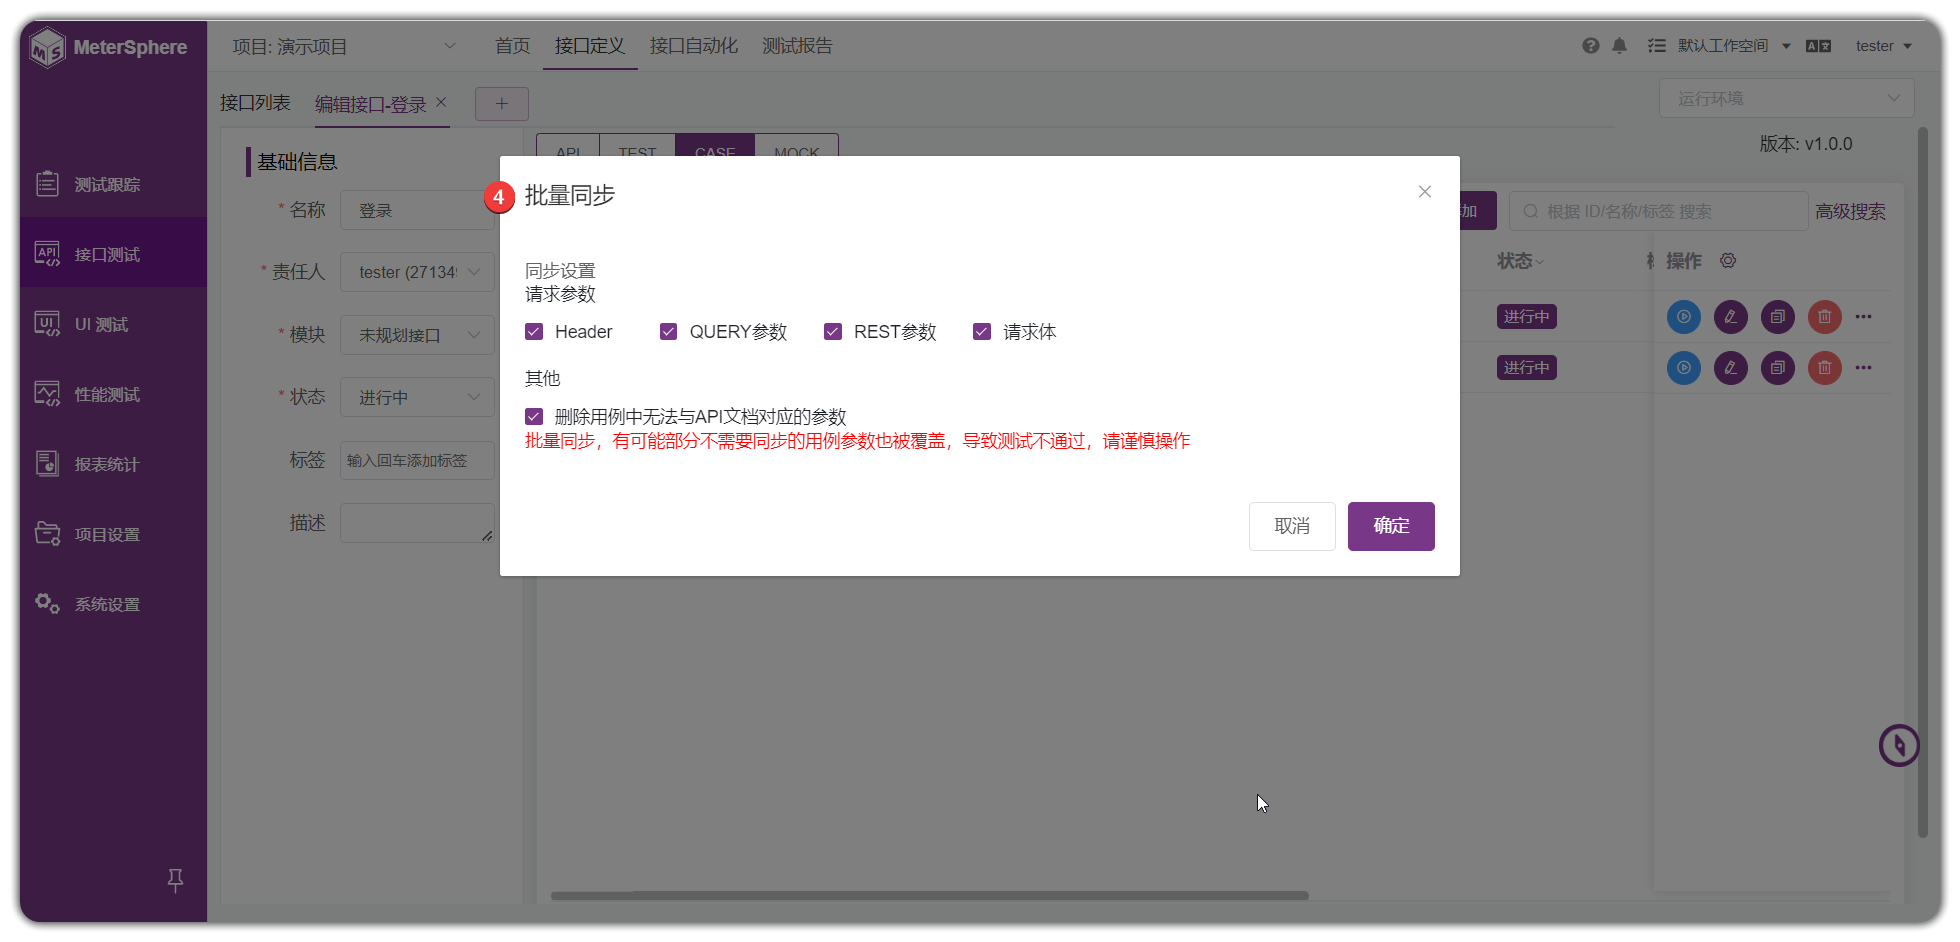 MeterSphere
项目: 演示项目
首页
接口定义
接口自动化
测试报告
默认工作空间
tester
接口列表
编辑接口-登录
+
运行环境
版本: v1.0.0
测试跟踪
接口测试
UI 测试
性能测试
报表统计
项目设置
系统设置
基础信息
* 名称
登录
* 责任人
tester (27134
* 模块
未规划接口
* 状态
进行中
标签
输入回车添加标签
描述
API
TEST
CASE
MOCK
加
根据 ID/名称/标签 搜索
高级搜索
状态
操作
进行中
进行中
4
批量同步
同步设置
请求参数
Header
QUERY参数
REST参数
请求体
其他
删除用例中无法与API文档对应的参数
批量同步，有可能部分不需要同步的用例参数也被覆盖，导致测试不通过，请谨慎操作
取消
确定